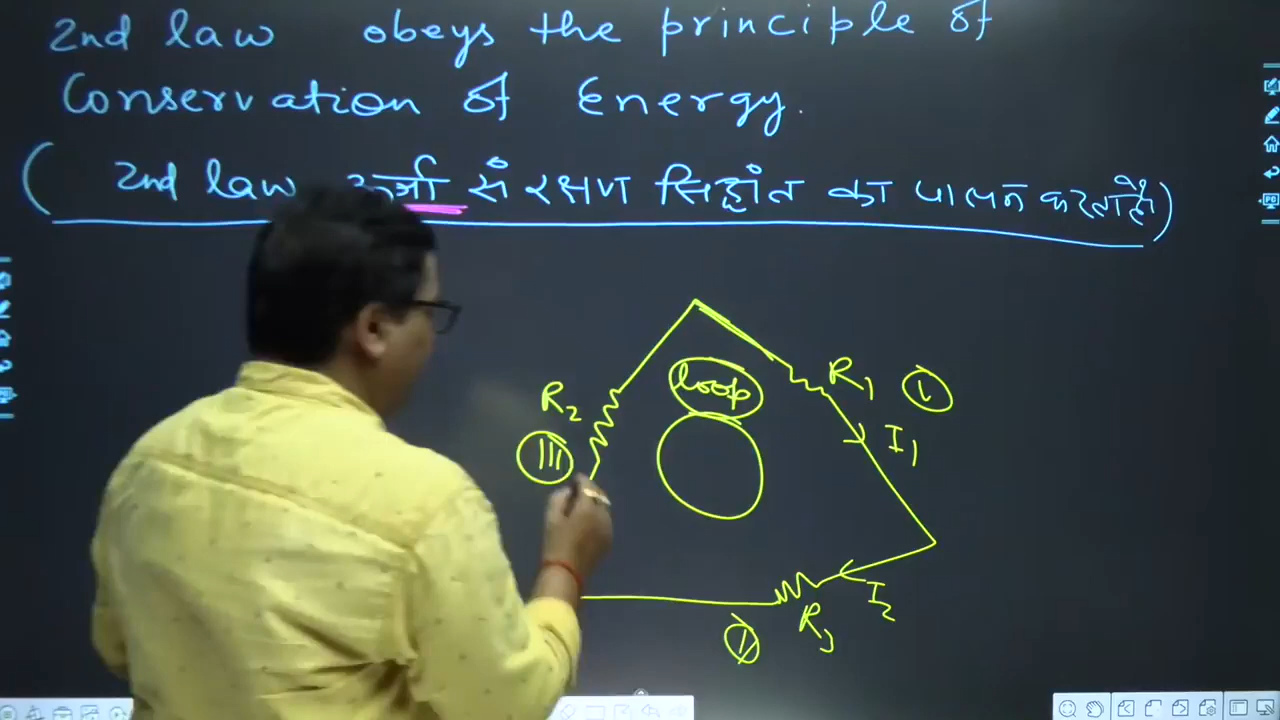 2nd law obeys the principle of
Conservation of Energy.
( 2nd law ऊर्जा संरक्षण सिद्धांत का पालन करता है।)
loop
R1
I
I1
R2
III
I2
R3